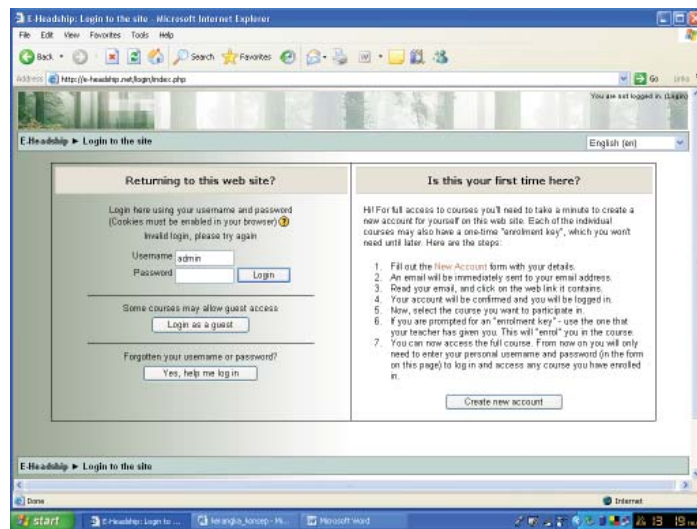 E-Headship: Login to the site - Microsoft Internet Explorer
File Edit View Favorites Tools Help
Back Search Favorites
Address http://e-headship.net/login/index.php Go Links
You are not logged in. (Login)
E-Headship ► Login to the site English (en)
Returning to this web site?
Login here using your username and password
(Cookies must be enabled in your browser)
Invalid login, please try again
Username admin
Password Login
Some courses may allow guest access
Login as a guest
Forgotten your username or password?
Yes, help me log in
Is this your first time here?
Hi! For full access to courses you'll need to take a minute to create a
new account for yourself on this web site. Each of the individual
courses may also have a one-time "enrolment key", which you won't
need until later. Here are the steps:
1. Fill out the New Account form with your details.
2. An email will be immediately sent to your email address.
3. Read your email, and click on the web link it contains.
4. Your account will be confirmed and you will be logged in.
5. Now, select the course you want to participate in.
6. If you are prompted for an "enrolment key" - use the one that
your teacher has given you. This will "enrol" you in the course.
7. You can now access the full course. From now on you will only
need to enter your personal username and password (in the form
on this page) to log in and access any course you have enrolled
in.
Create new account
E-Headship ► Login to the site
Done Internet
start E-Headship: Login to ... kerangka_konsep - Mi... Microsoft Word